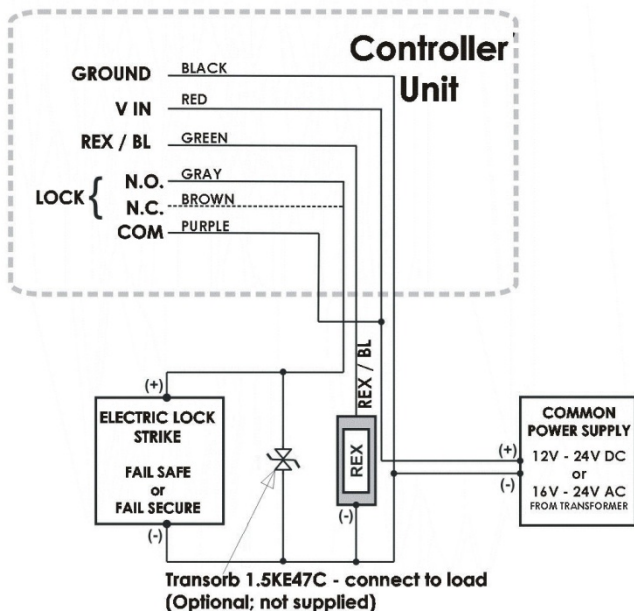 Controller
Unit
GROUND BLACK
V IN RED
REX / BL GREEN
LOCK { N.O. GRAY
N.C. BROWN
COM PURPLE
(+)
ELECTRIC LOCK
STRIKE
FAIL SAFE
or
FAIL SECURE
(-)
REX / BL
REX
(-)
COMMON
POWER SUPPLY
(+) 12V - 24V DC
or
(-) 16V - 24V AC
FROM TRANSFORMER
Transorb 1.5KE47C - connect to load
(Optional; not supplied)